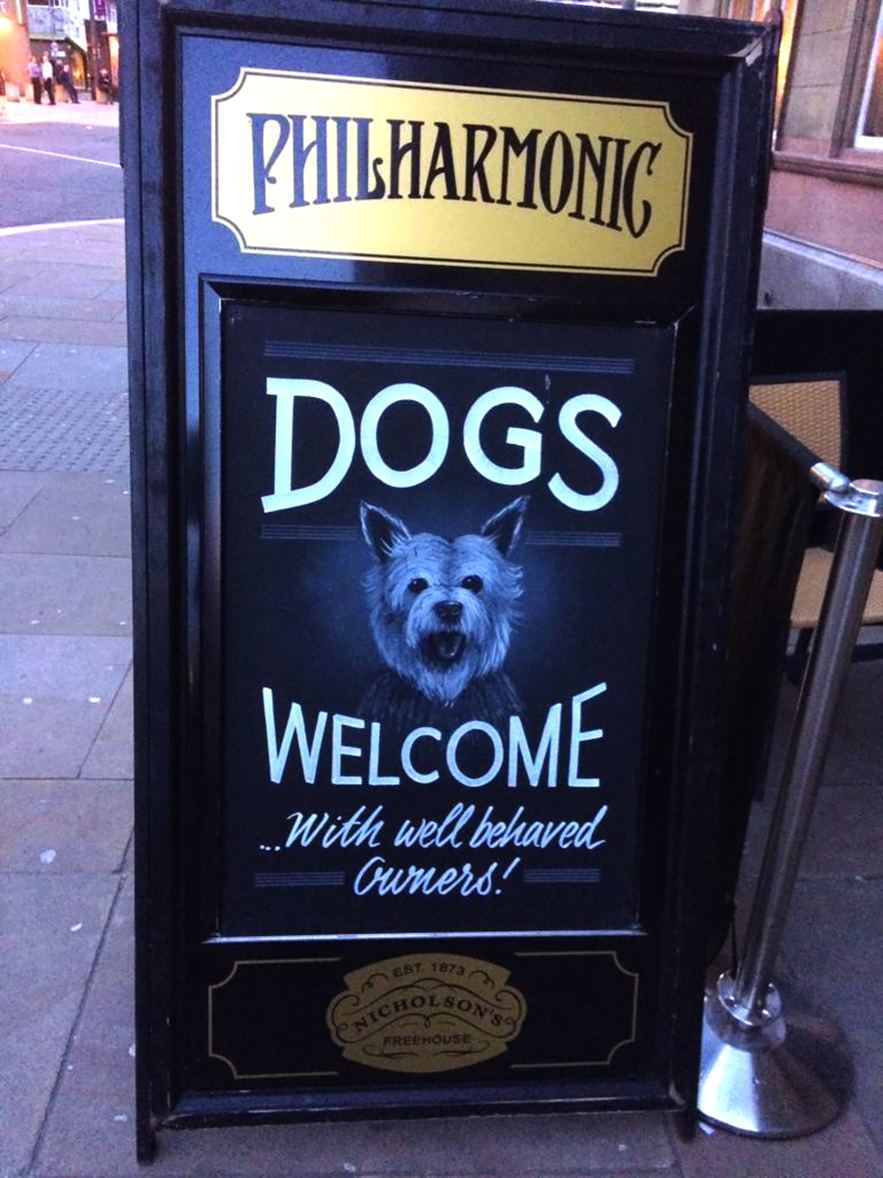 PHILHARMONIC
DOGS
WELCOME
...With well behaved
Owners!
EST. 1873
NICHOLSON'S
FREEHOUSE